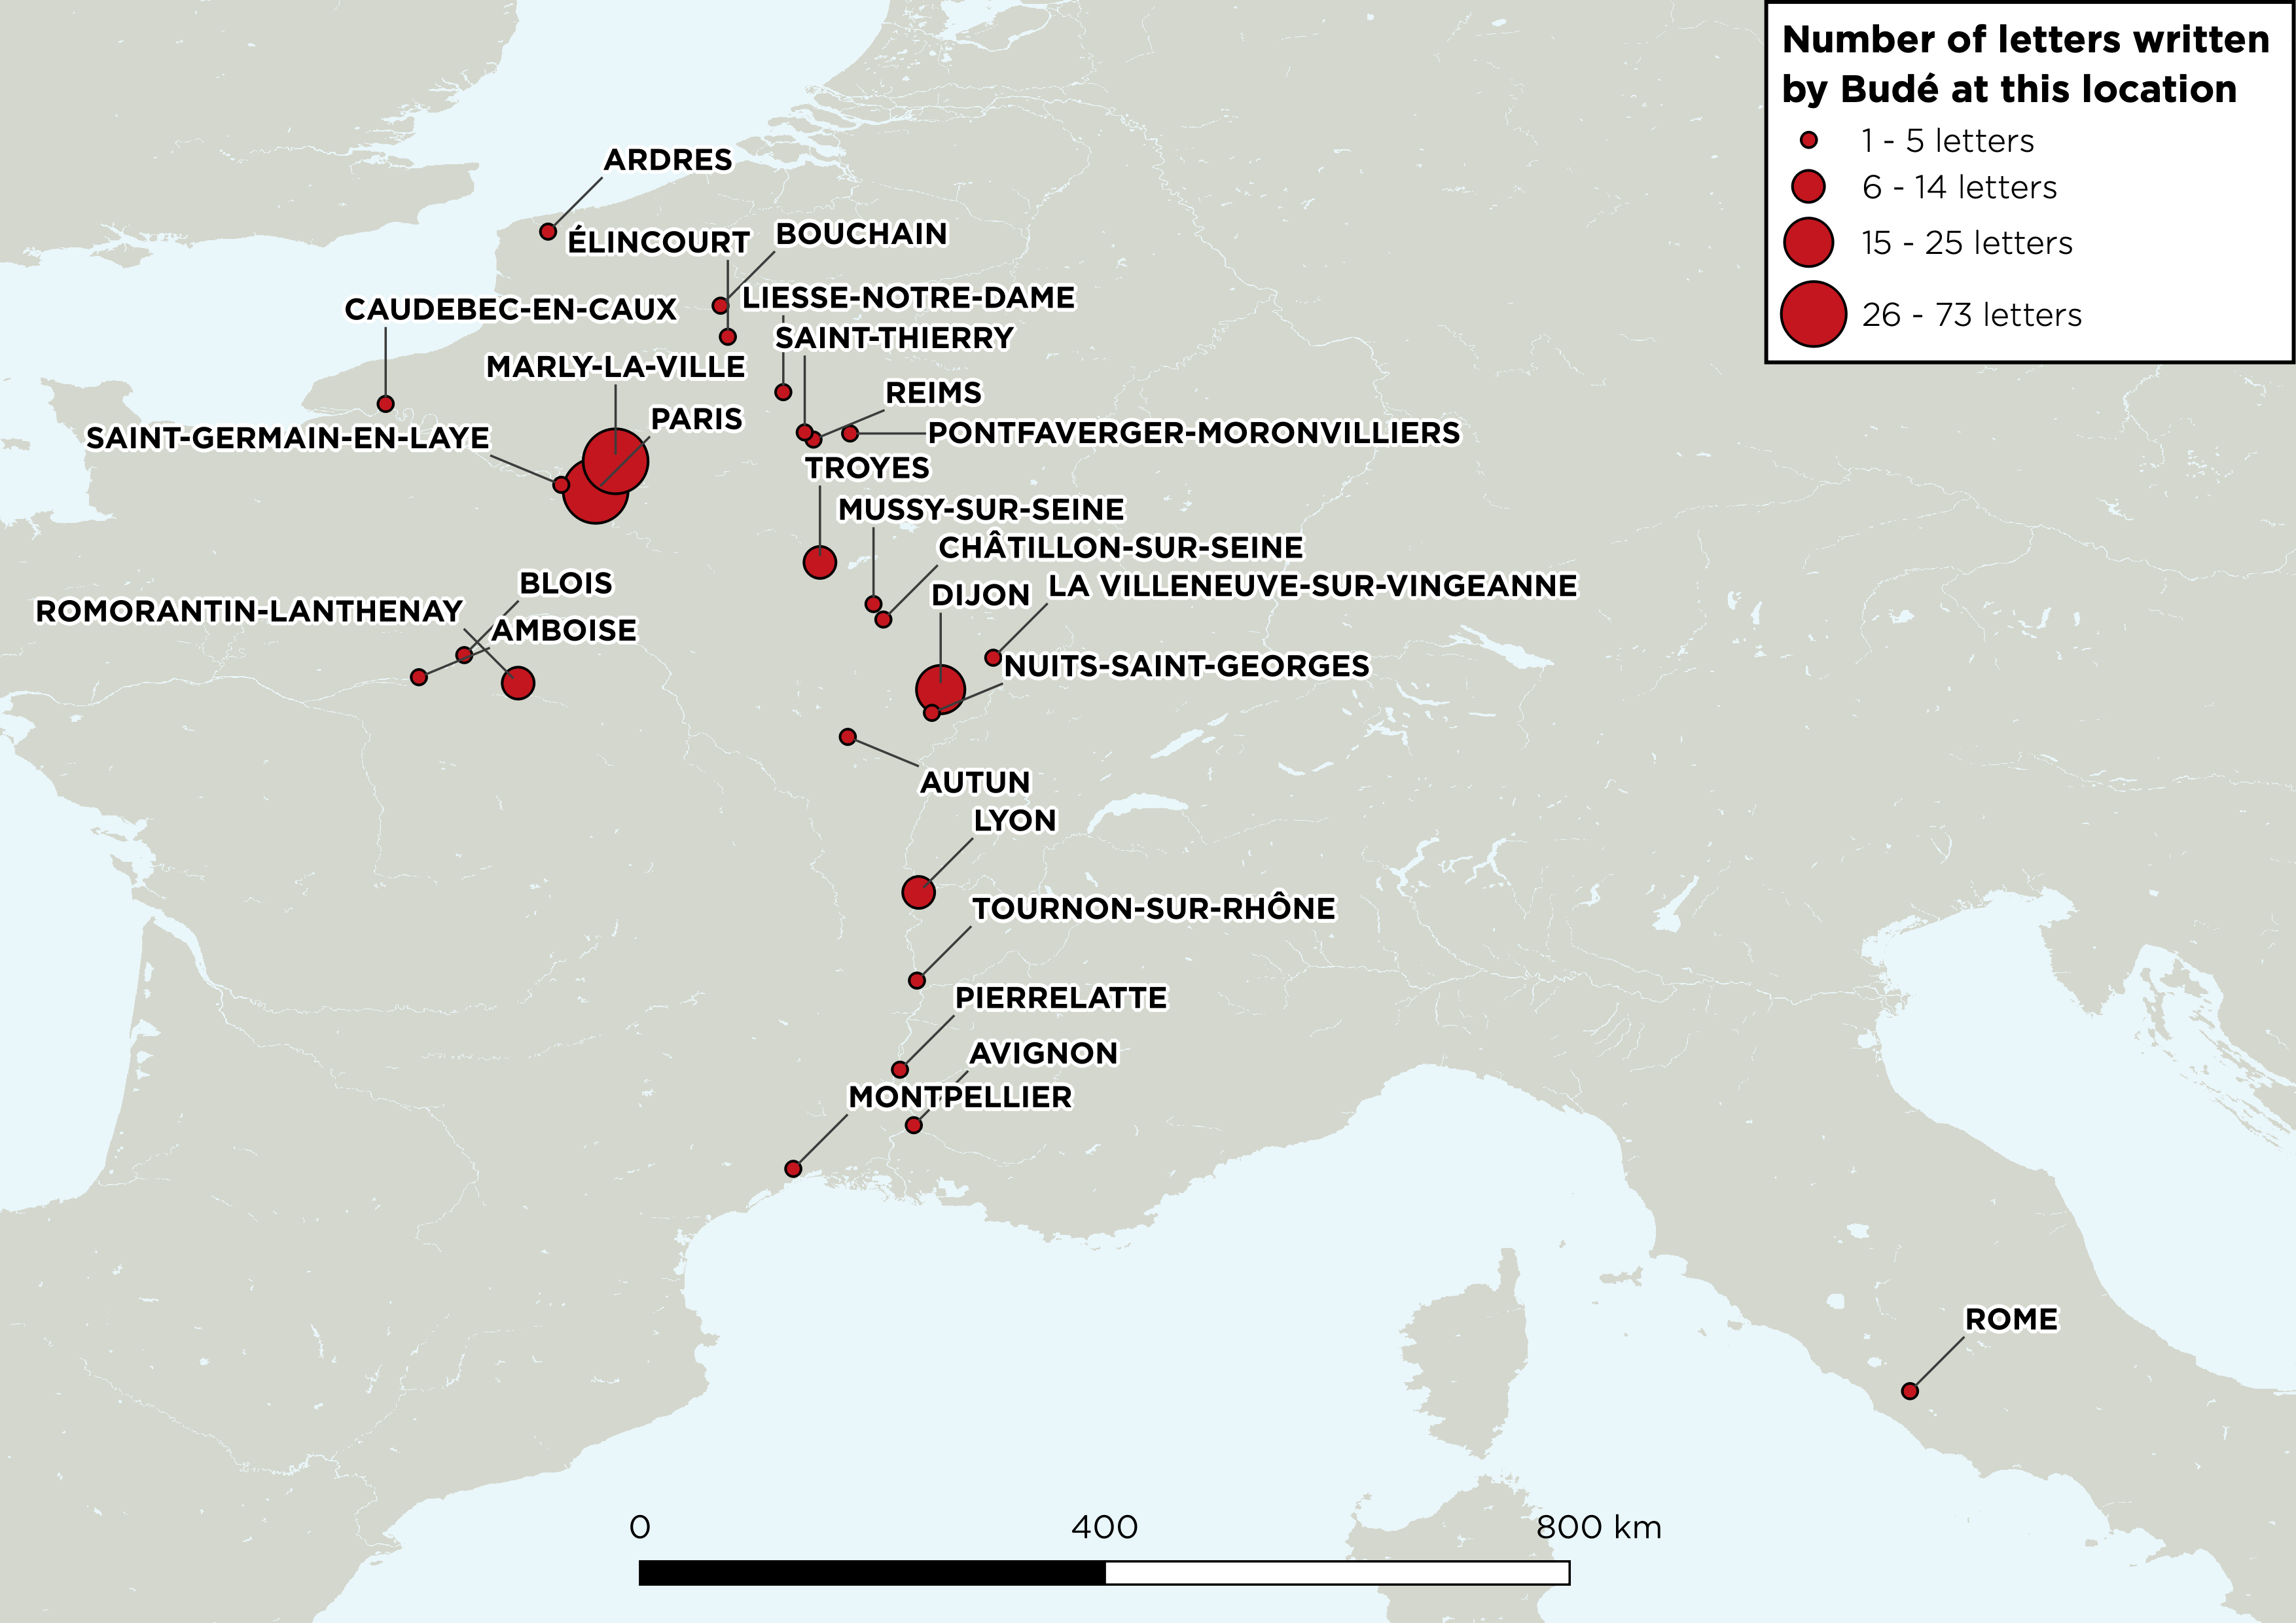 Number of letters written
by Budé at this location
1 - 5 letters
6 - 14 letters
15 - 25 letters
26 - 73 letters
ARDRES
ÉLINCOURT
BOUCHAIN
LIESSE-NOTRE-DAME
CAUDEBEC-EN-CAUX
SAINT-THIERRY
MARLY-LA-VILLE
REIMS
PARIS
SAINT-GERMAIN-EN-LAYE
PONTFAVERGER-MORONVILLIERS
TROYES
MUSSY-SUR-SEINE
CHÂTILLON-SUR-SEINE
BLOIS
LA VILLENEUVE-SUR-VINGEANNE
DIJON
ROMORANTIN-LANTHENAY
AMBOISE
NUITS-SAINT-GEORGES
AUTUN
LYON
TOURNON-SUR-RHÔNE
PIERRELATTE
AVIGNON
MONTPELLIER
ROME
0 400 800 km